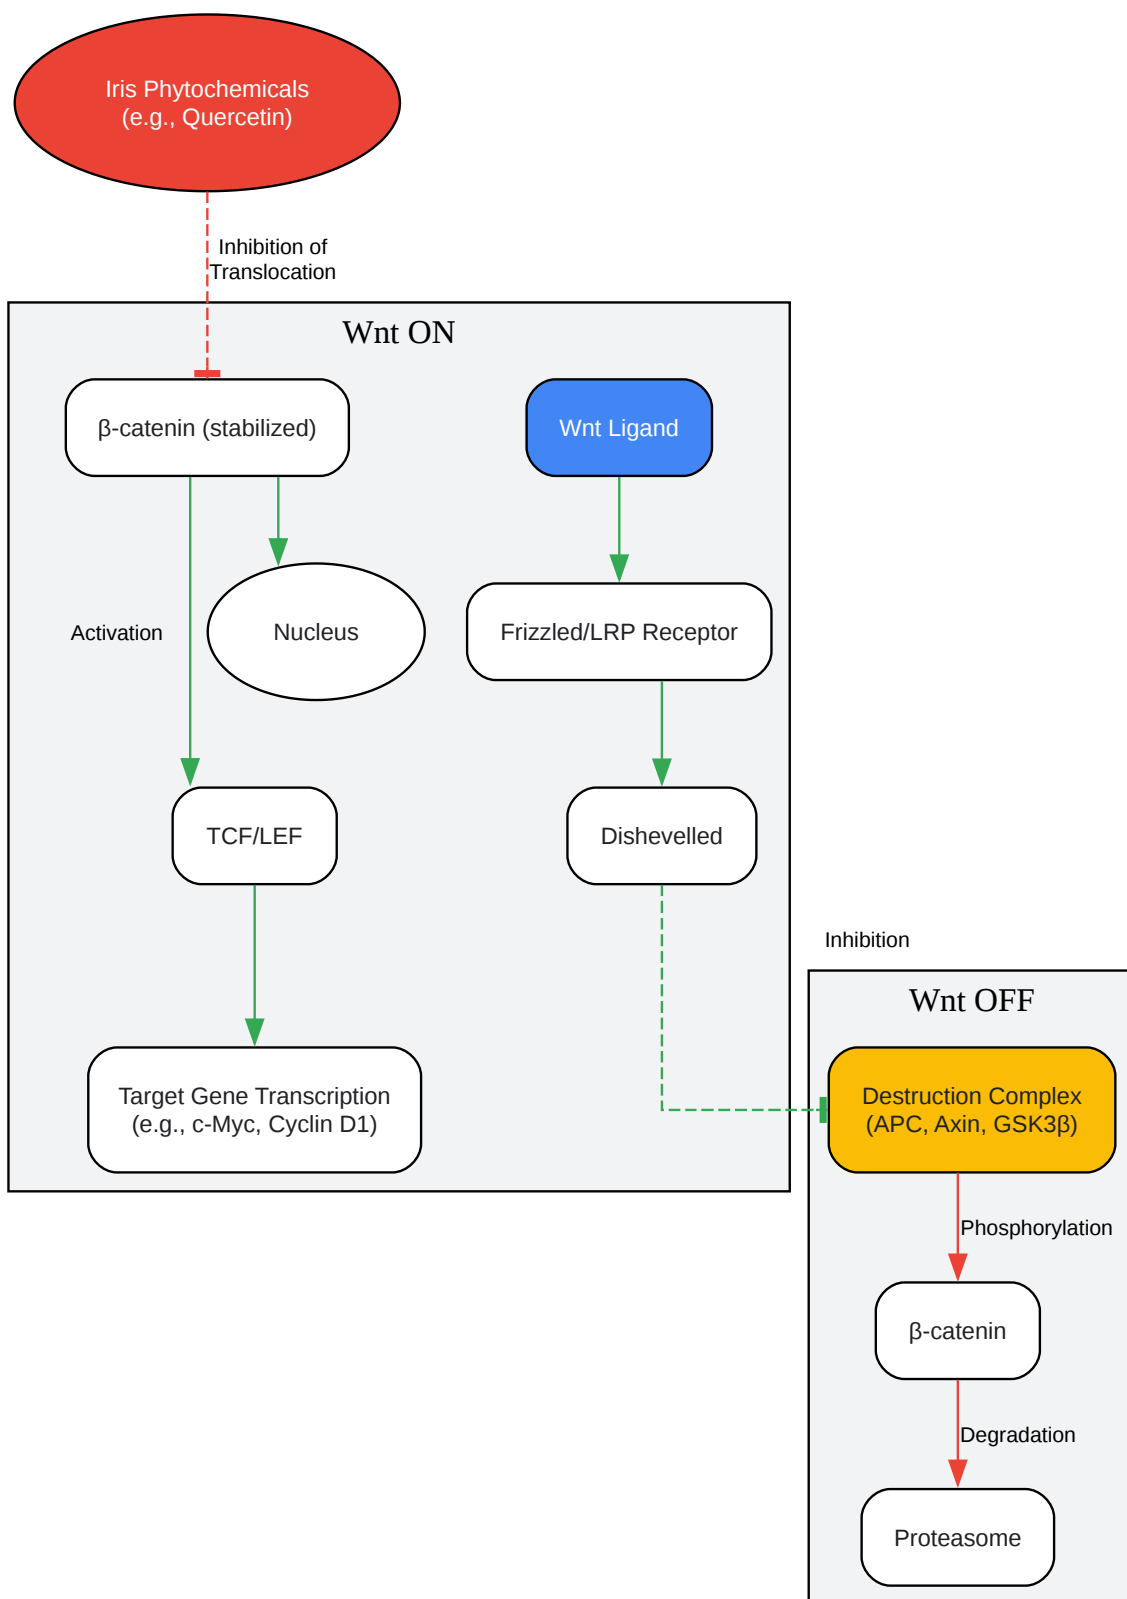 Iris Phytochemicals
(e.g., Quercetin)
Inhibition of
Translocation
Wnt ON
β-catenin (stabilized)
Wnt Ligand
Activation
Nucleus
Frizzled/LRP Receptor
TCF/LEF
Dishevelled
Target Gene Transcription
(e.g., c-Myc, Cyclin D1)
Inhibition
Wnt OFF
Destruction Complex
(APC, Axin, GSK3β)
Phosphorylation
β-catenin
Degradation
Proteasome